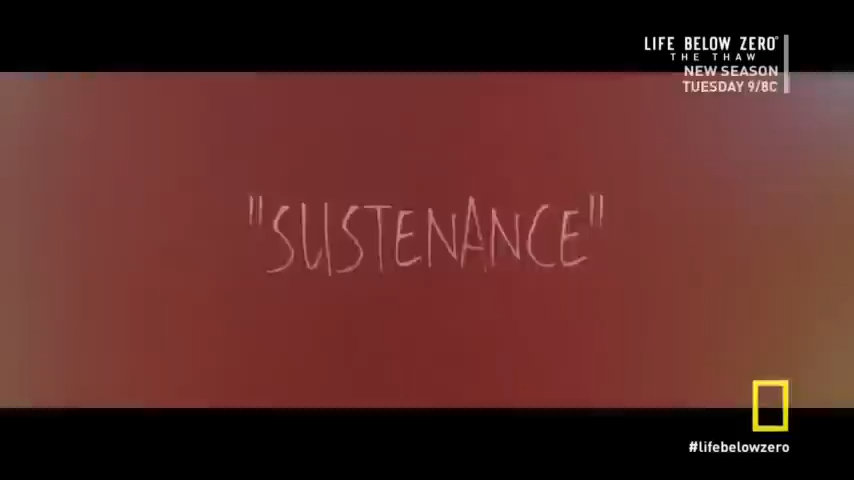 LIFE BELOW ZERO®
THE THAW
NEW SEASON
TUESDAY 9/8C
"SUSTENANCE"
#lifebelowzero